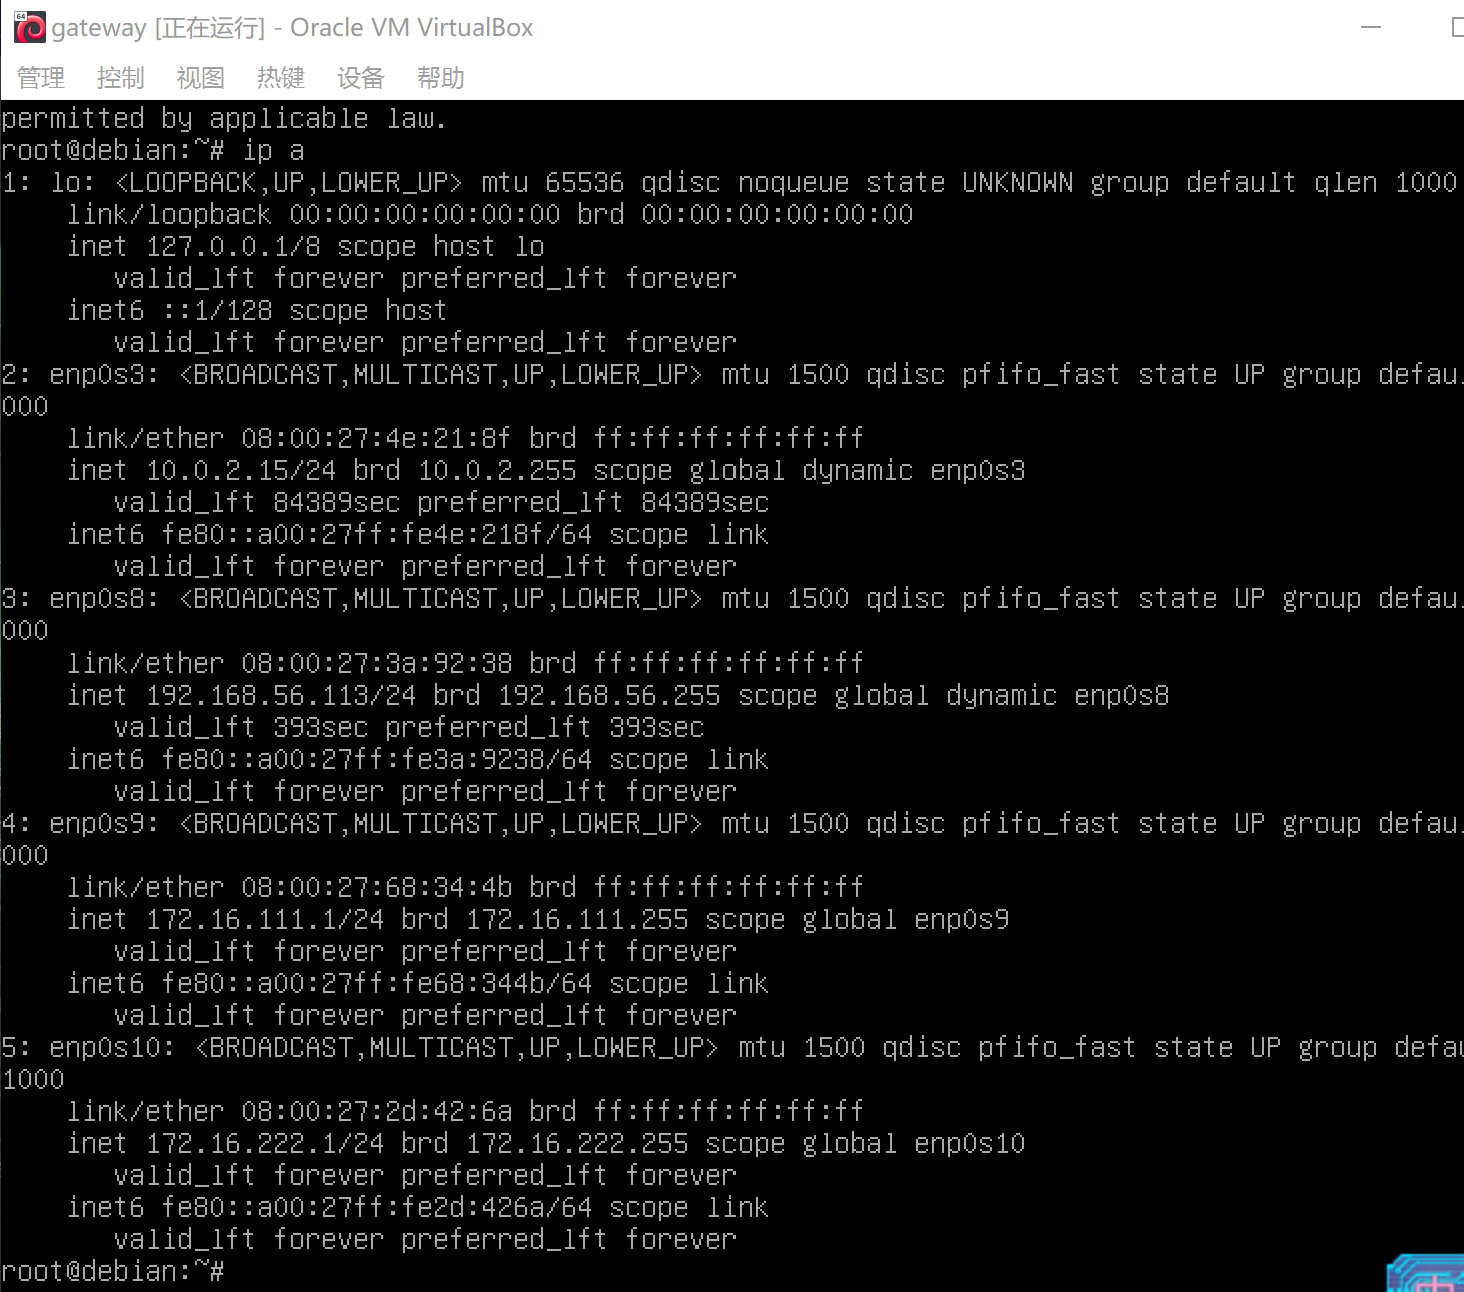 64
gateway [正在运行] - Oracle VM VirtualBox
管理 控制 视图 热键 设备 帮助
permitted by applicable law.
root@debian:~# ip a
1: lo: <LOOPBACK,UP,LOWER_UP> mtu 65536 qdisc noqueue state UNKNOWN group default qlen 1000
    link/loopback 00:00:00:00:00:00 brd 00:00:00:00:00:00
    inet 127.0.0.1/8 scope host lo
       valid_lft forever preferred_lft forever
    inet6 ::1/128 scope host
       valid_lft forever preferred_lft forever
2: enp0s3: <BROADCAST,MULTICAST,UP,LOWER_UP> mtu 1500 qdisc pfifo_fast state UP group defau
000
    link/ether 08:00:27:4e:21:8f brd ff:ff:ff:ff:ff:ff
    inet 10.0.2.15/24 brd 10.0.2.255 scope global dynamic enp0s3
       valid_lft 84389sec preferred_lft 84389sec
    inet6 fe80::a00:27ff:fe4e:218f/64 scope link
       valid_lft forever preferred_lft forever
3: enp0s8: <BROADCAST,MULTICAST,UP,LOWER_UP> mtu 1500 qdisc pfifo_fast state UP group defau
000
    link/ether 08:00:27:3a:92:38 brd ff:ff:ff:ff:ff:ff
    inet 192.168.56.113/24 brd 192.168.56.255 scope global dynamic enp0s8
       valid_lft 393sec preferred_lft 393sec
    inet6 fe80::a00:27ff:fe3a:9238/64 scope link
       valid_lft forever preferred_lft forever
4: enp0s9: <BROADCAST,MULTICAST,UP,LOWER_UP> mtu 1500 qdisc pfifo_fast state UP group defau
000
    link/ether 08:00:27:68:34:4b brd ff:ff:ff:ff:ff:ff
    inet 172.16.111.1/24 brd 172.16.111.255 scope global enp0s9
       valid_lft forever preferred_lft forever
    inet6 fe80::a00:27ff:fe68:344b/64 scope link
       valid_lft forever preferred_lft forever
5: enp0s10: <BROADCAST,MULTICAST,UP,LOWER_UP> mtu 1500 qdisc pfifo_fast state UP group defau
1000
    link/ether 08:00:27:2d:42:6a brd ff:ff:ff:ff:ff:ff
    inet 172.16.222.1/24 brd 172.16.222.255 scope global enp0s10
       valid_lft forever preferred_lft forever
    inet6 fe80::a00:27ff:fe2d:426a/64 scope link
       valid_lft forever preferred_lft forever
root@debian:~#